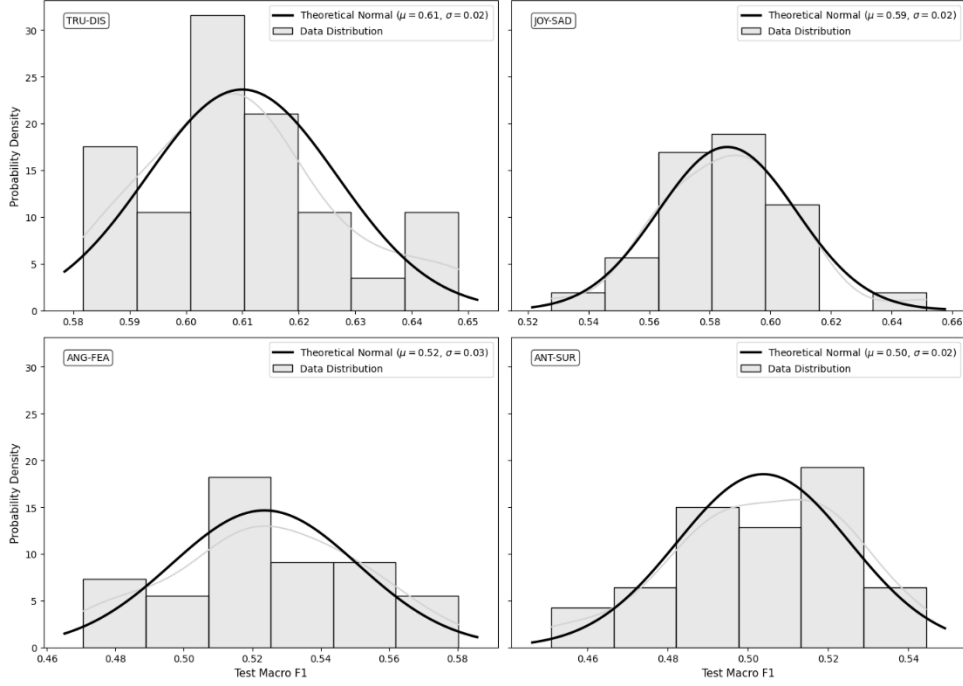 TRU-DIS
Theoretical Normal (μ = 0.61, σ = 0.02)
Data Distribution
Probability Density
30
25
20
15
10
5
0
0.58 0.59 0.60 0.61 0.62 0.63 0.64 0.65
JOY-SAD
Theoretical Normal (μ = 0.59, σ = 0.02)
Data Distribution
0.52 0.54 0.56 0.58 0.60 0.62 0.64 0.66
ANG-FEA
Theoretical Normal (μ = 0.52, σ = 0.03)
Data Distribution
Probability Density
30
25
20
15
10
5
0
0.46 0.48 0.50 0.52 0.54 0.56 0.58
Test Macro F1
ANT-SUR
Theoretical Normal (μ = 0.50, σ = 0.02)
Data Distribution
0.46 0.48 0.50 0.52 0.54
Test Macro F1